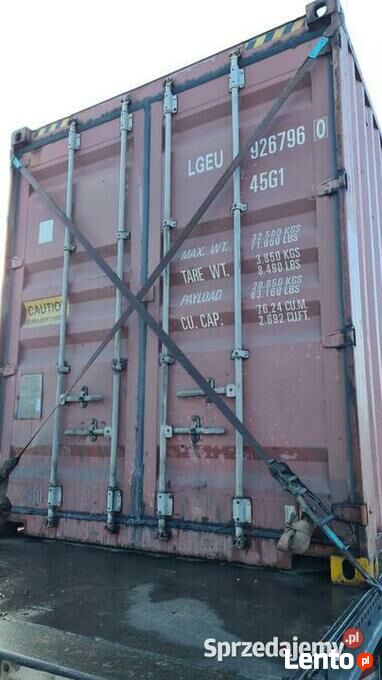 LGEU 926796 0
45G1
MAX. WT. 32.500 KGS
71.650 LBS
TARE WT. 3.850 KGS
8.490 LBS
PAYLOAD 28.650 KGS
63.160 LBS
CU. CAP. 76.24 CU.M.
2.692 CU.FT.
CAUTIO
Sprzedajemy.pl
Lento.pl